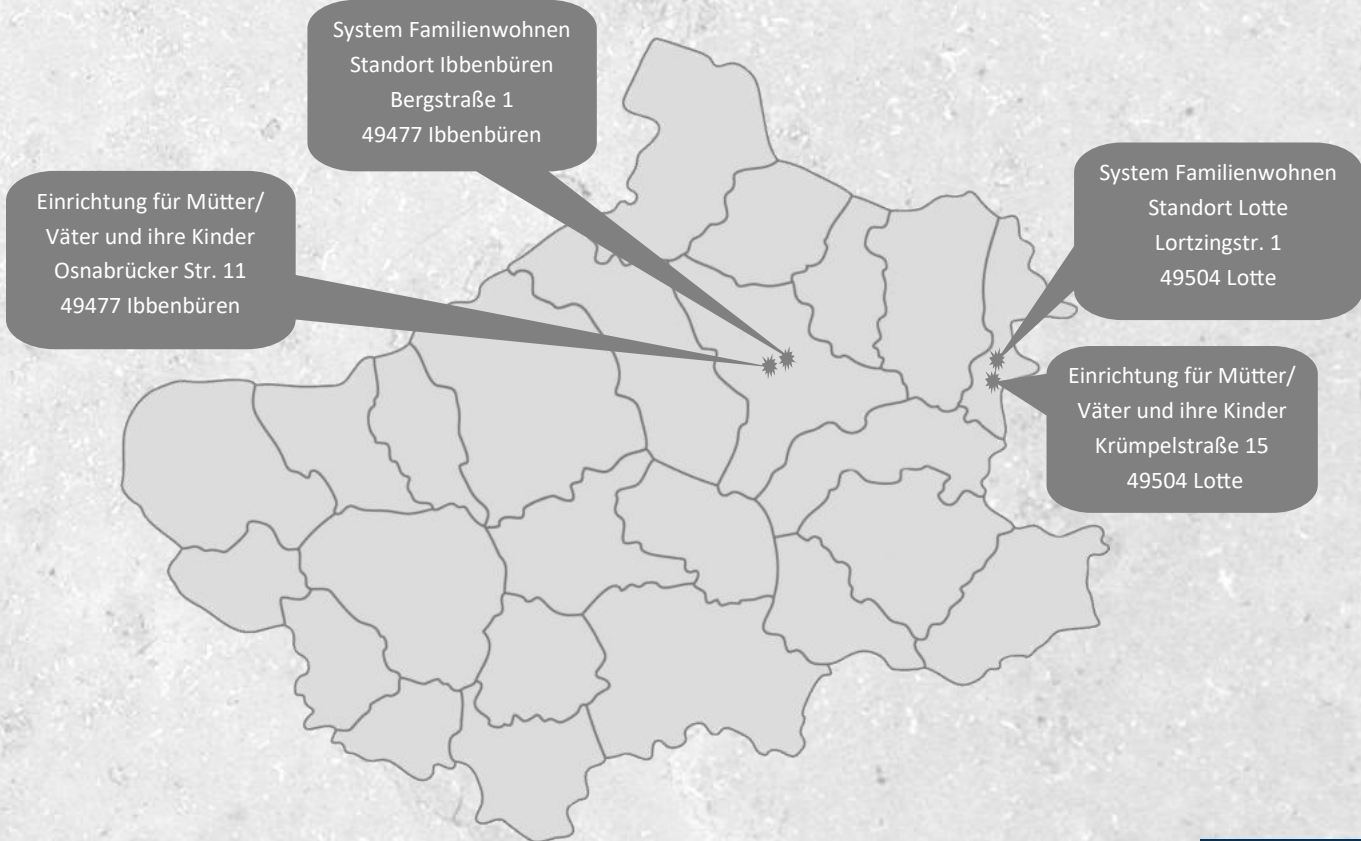 System Familienwohnen
Standort Ibbenbüren
Bergstraße 1
49477 Ibbenbüren
Einrichtung für Mütter/
Väter und ihre Kinder
Osnabrücker Str. 11
49477 Ibbenbüren
System Familienwohnen
Standort Lotte
Lortzingstr. 1
49504 Lotte
Einrichtung für Mütter/
Väter und ihre Kinder
Krümpelstraße 15
49504 Lotte